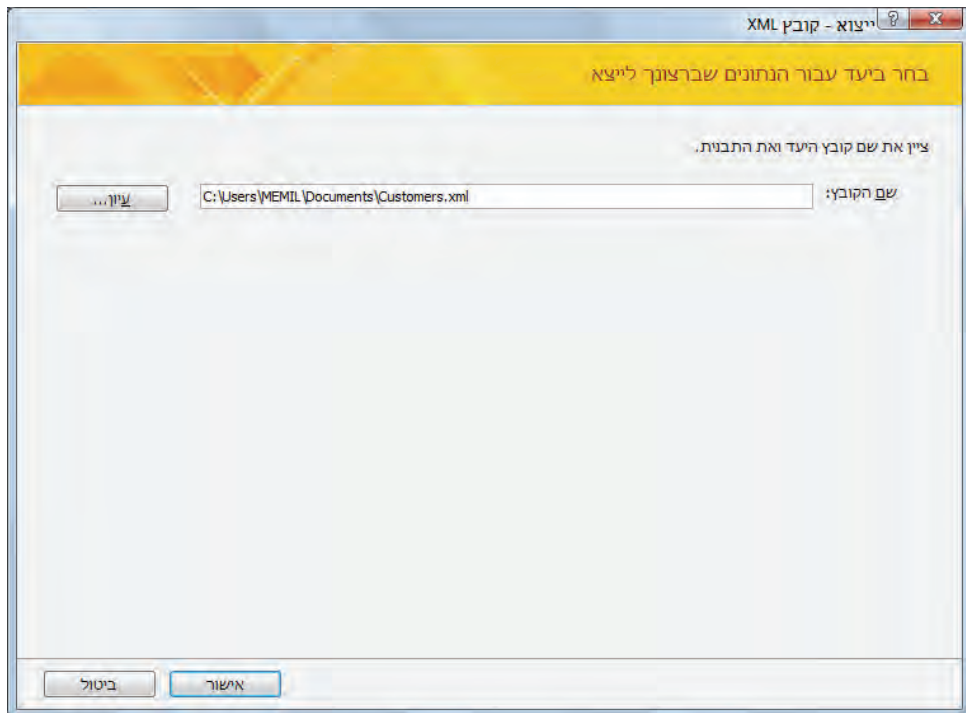 ייצוא - קובץ XML
בחר ביעד עבור הנתונים שברצונך לייצא
ציין את שם קובץ היעד ואת התבנית.
שם הקובץ:
C:\Users\MEMIL\Documents\Customers.xml
עיון...
אישור
ביטול